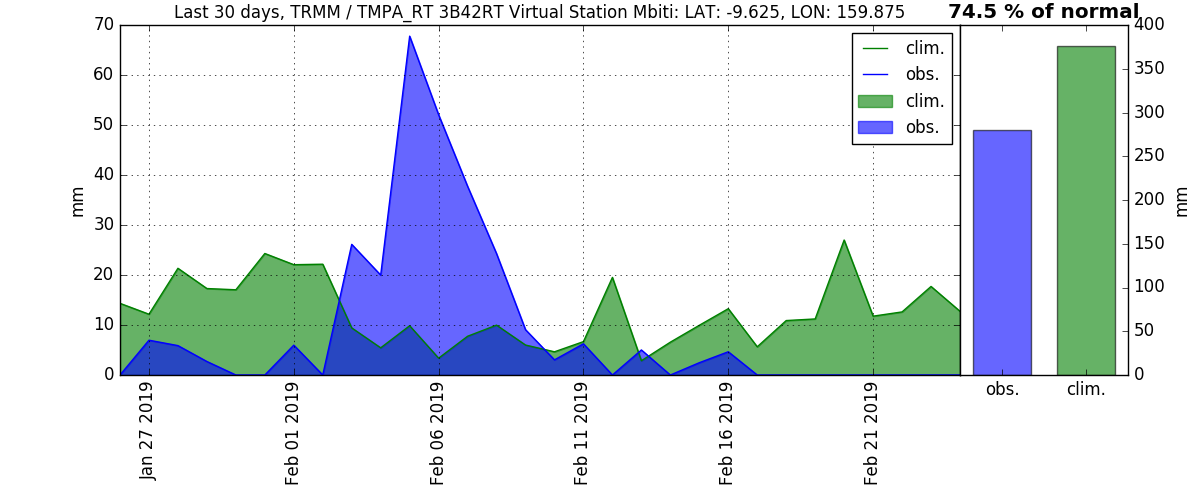 Last 30 days, TRMM / TMPA_RT 3B42RT Virtual Station Mbiti: LAT: -9.625, LON: 159.875
74.5 % of normal
70
60
50
40
30
20
10
0
mm
clim.
obs.
clim.
obs.
Jan 27 2019
Feb 01 2019
Feb 06 2019
Feb 11 2019
Feb 16 2019
Feb 21 2019
400
350
300
250
200
150
100
50
0
mm
obs.
clim.